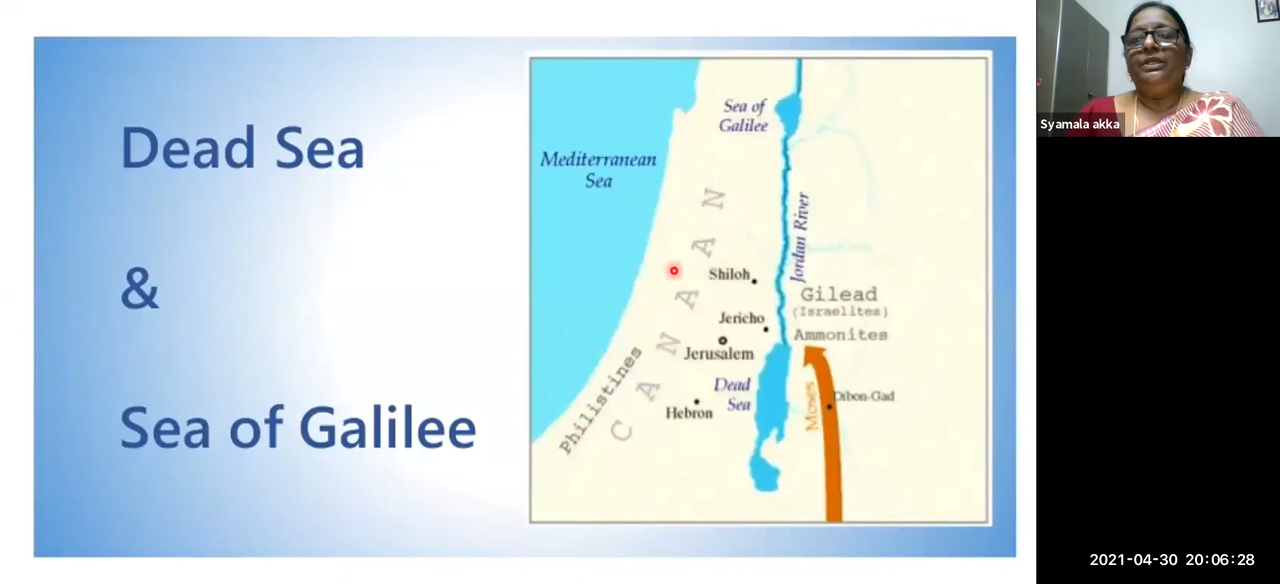 Dead Sea
&
Sea of Galilee
Sea of
Galilee
Mediterranean
Sea
CANAAN
Jordan River
Shiloh
Gilead
(Israelites)
Jericho
Ammonites
Jerusalem
Philistines
Dead
Sea
Moses
Dibon-Gad
Hebron
Syamala akka
2021-04-30 20:06:28